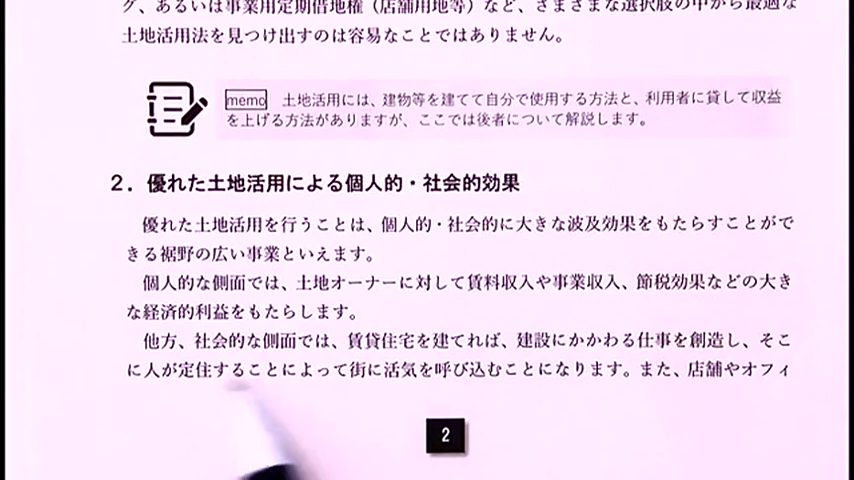 グ、あるいは事業用定期借地権（店舗用地等）など、さまざまな選択肢の中から最適な
土地活用法を見つけ出すのは容易なことではありません。
memo 土地活用には、建物等を建てて自分で使用する方法と、利用者に貸して収益
を上げる方法がありますが、ここでは後者について解説します。
2．優れた土地活用による個人的・社会的効果
優れた土地活用を行うことは、個人的・社会的に大きな波及効果をもたらすことがで
きる裾野の広い事業といえます。
個人的な側面では、土地オーナーに対して賃料収入や事業収入、節税効果などの大き
な経済的利益をもたらします。
他方、社会的な側面では、賃貸住宅を建てれば、建設にかかわる仕事を創造し、そこ
に人が定住することによって街に活気を呼び込むことになります。また、店舗やオフィ
2